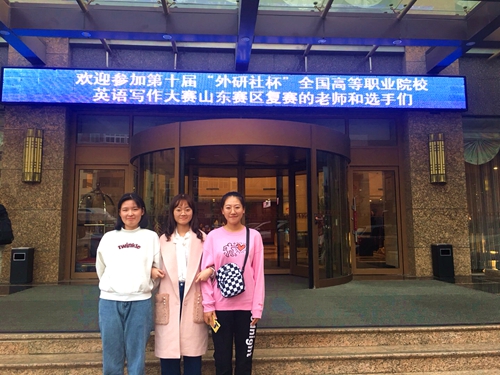 欢迎参加第十届“外研社杯”全国高等职业院校
英语写作大赛山东赛区复赛的老师和选手们
twinkle